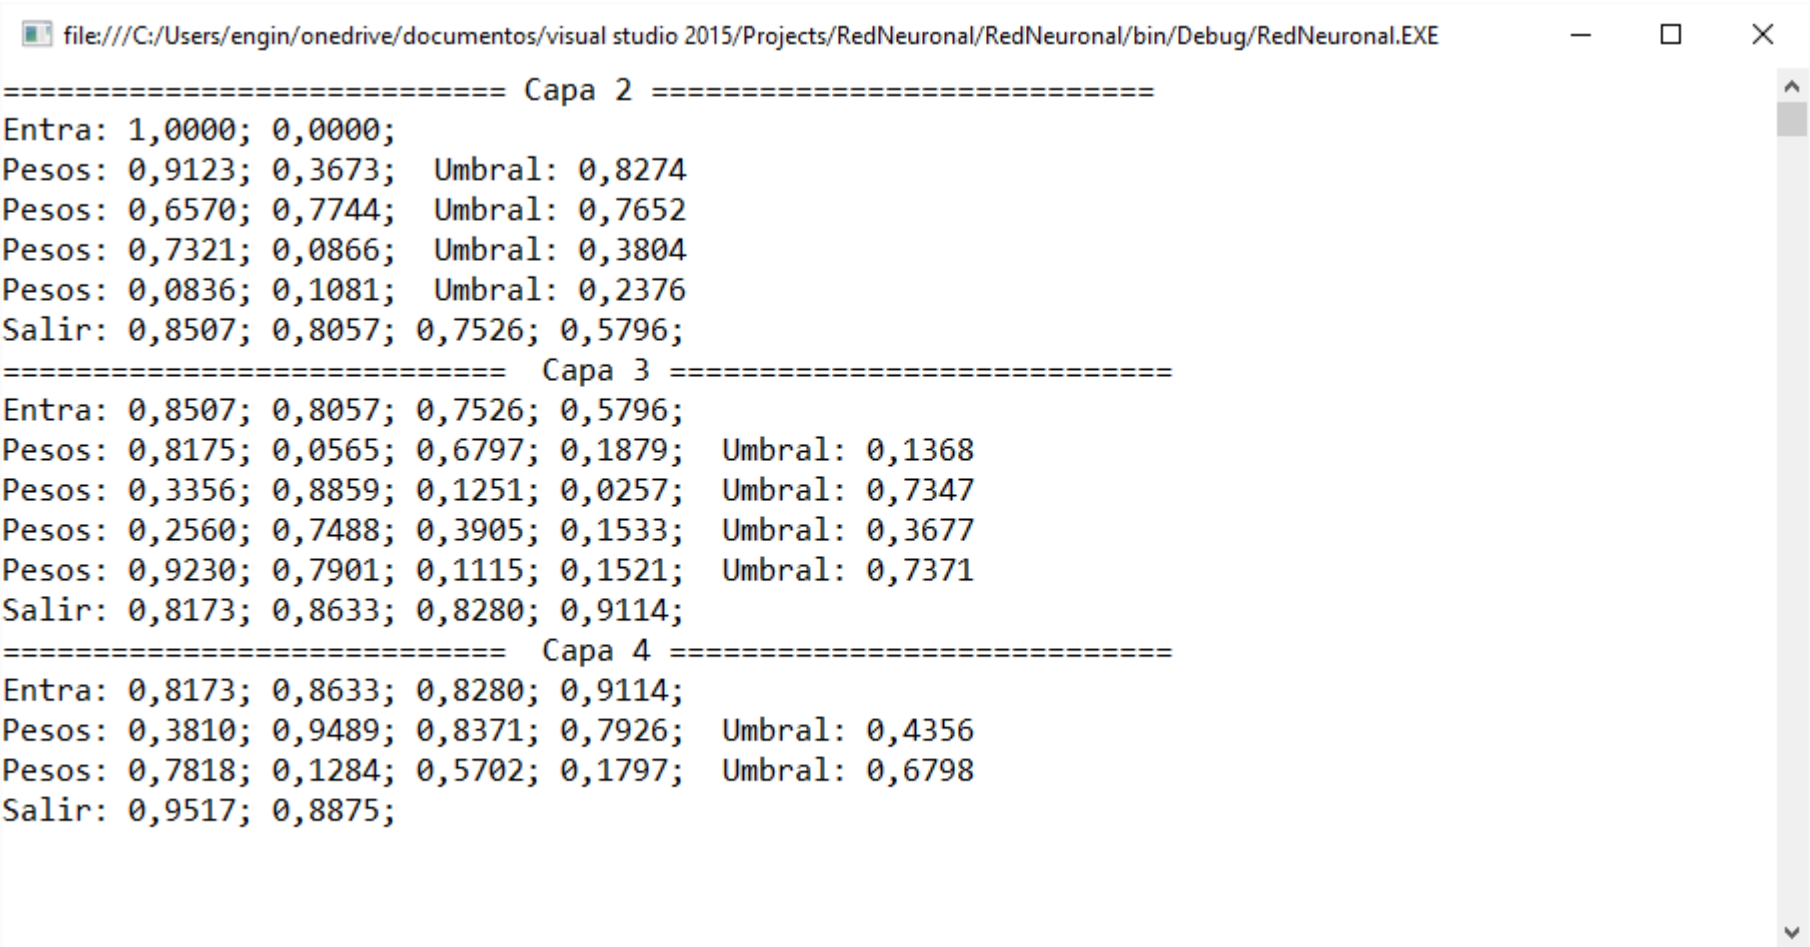 file:///C:/Users/engin/onedrive/documentos/visual studio 2015/Projects/RedNeuronal/RedNeuronal/bin/Debug/RedNeuronal.EXE
============================ Capa 2 ============================
Entra: 1,0000; 0,0000;
Pesos: 0,9123; 0,3673;  Umbral: 0,8274
Pesos: 0,6570; 0,7744;  Umbral: 0,7652
Pesos: 0,7321; 0,0866;  Umbral: 0,3804
Pesos: 0,0836; 0,1081;  Umbral: 0,2376
Salir: 0,8507; 0,8057; 0,7526; 0,5796;
============================  Capa 3 ============================
Entra: 0,8507; 0,8057; 0,7526; 0,5796;
Pesos: 0,8175; 0,0565; 0,6797; 0,1879;  Umbral: 0,1368
Pesos: 0,3356; 0,8859; 0,1251; 0,0257;  Umbral: 0,7347
Pesos: 0,2560; 0,7488; 0,3905; 0,1533;  Umbral: 0,3677
Pesos: 0,9230; 0,7901; 0,1115; 0,1521;  Umbral: 0,7371
Salir: 0,8173; 0,8633; 0,8280; 0,9114;
============================  Capa 4 ============================
Entra: 0,8173; 0,8633; 0,8280; 0,9114;
Pesos: 0,3810; 0,9489; 0,8371; 0,7926;  Umbral: 0,4356
Pesos: 0,7818; 0,1284; 0,5702; 0,1797;  Umbral: 0,6798
Salir: 0,9517; 0,8875;